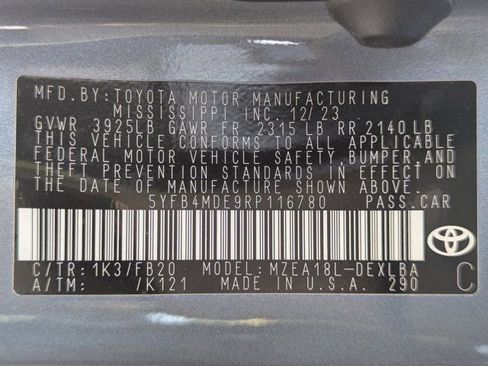 MFD.BY:TOYOTA MOTOR MANUFACTURING
MISSISSIPPI INC. 12/23
GVWR 3925LB GAWR FR 2315 LB RR 2140 LB
THIS VEHICLE CONFORMS TO ALL APPLICABLE
FEDERAL MOTOR VEHICLE SAFETY,BUMPER,AND
THEFT PREVENTION STANDARDS IN EFFECT ON
THE DATE OF MANUFACTURE SHOWN ABOVE.
5YFB4MDE9RP116780 PASS.CAR
C/TR:1K3/FB20 MODEL:MZEA18L-DEXLBA
A/TM: /K121 MADE IN U.S.A. 290
TOYOTA
C